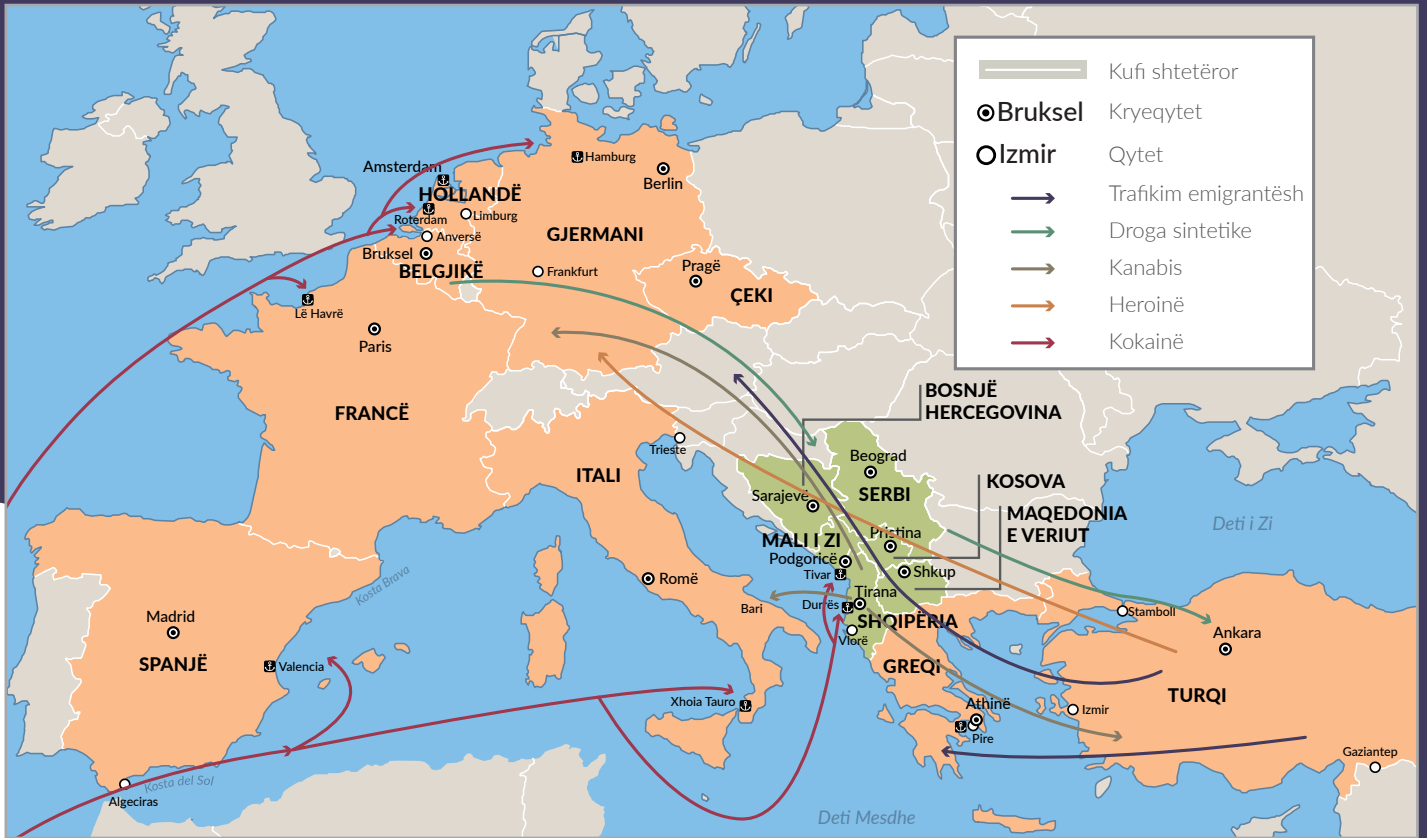 Kufi shtetëror
Bruksel
Kryeqytet
Izmir
Qytet
Trafikim emigrantësh
Droga sintetike
Kanabis
Heroinë
Kokainë
Amsterdam
Hamburg
Berlin
HOLLANDË
Roterdam
Limburg
Anversë
GJERMANI
Bruksel
BELGJIKË
Frankfurt
Pragë
ÇEKI
Lë Havrë
Paris
FRANCË
BOSNJË
HERCEGOVINA
Trieste
ITALI
Beograd
SERBI
Sarajevë
KOSOVA
MAQEDONIA
E VERIUT
Deti i Zi
Pristina
MALI I ZI
Podgoricë
Tivar
Shkup
Kosta Brava
Romë
Tirana
Bari
Durrës
SHQIPËRIA
Stamboll
Vlorë
Ankara
Madrid
SPANJË
Valencia
GREQI
TURQI
Xhoia Tauro
Athinë
Izmir
Pire
Gaziantep
Kosta del Sol
Algeciras
Deti Mesdhe